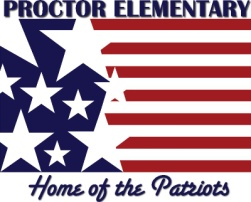 PROCTOR ELEMENTARY
Home of the Patriots